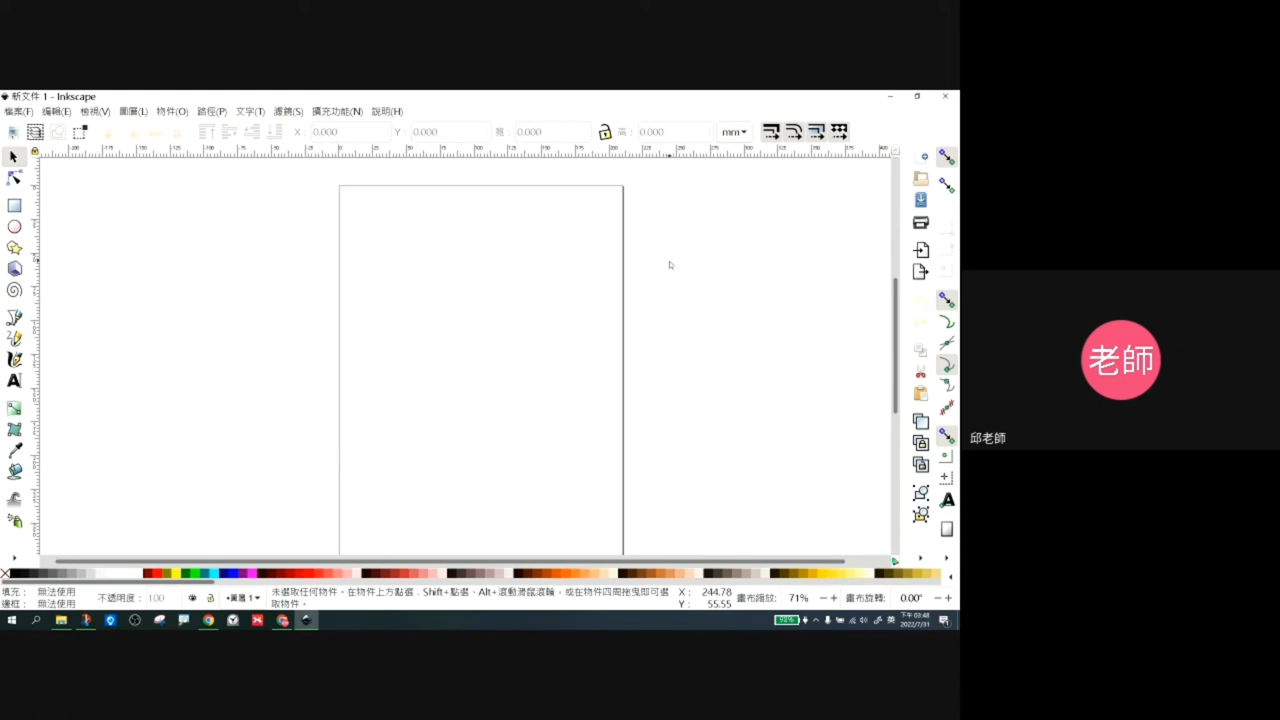 新文件 1 - Inkscape
檔案(F) 編輯(E) 檢視(V) 圖層(L) 物件(O) 路徑(P) 文字(T) 濾鏡(S) 擴充功能(N) 說明(H)
X: 0.000 Y: 0.000 寬: 0.000 高: 0.000 mm
老師
邱老師
填充: 無法使用
邊框: 無法使用
不透明度: 100
•圖層 1
未選取任何物件。在物件上方點選﹑Shift+點選、Alt+滾動滑鼠滾輪，或在物件四周拖曳即可選
取物件。
X: 244.78
Y: 55.55
畫布縮放: 71%
畫布旋轉: 0.00°
英
下午 03:48
2022/7/31